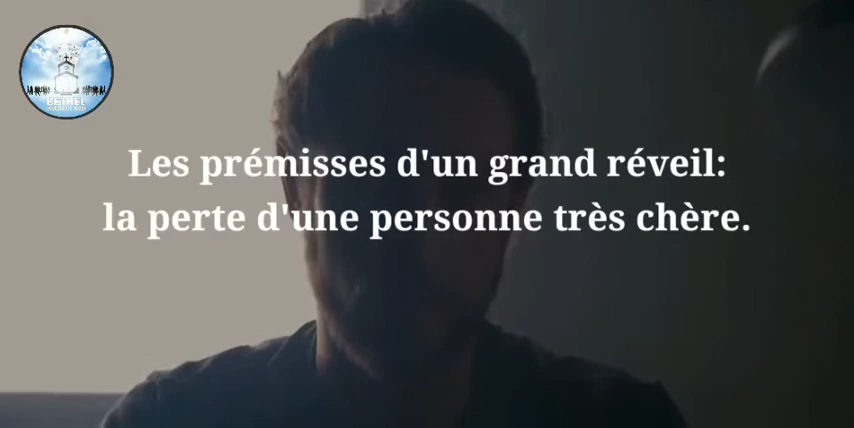 BETHEL
Les prémisses d'un grand réveil:
la perte d'une personne très chère.